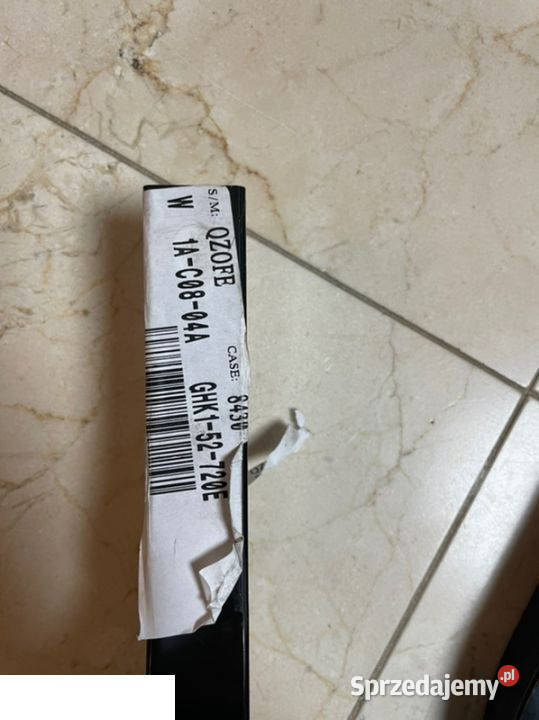 S/M: QZOFE CASE: 8430
W 1A-C08-04A GHK1-52-720E
Sprzedajemy.pl